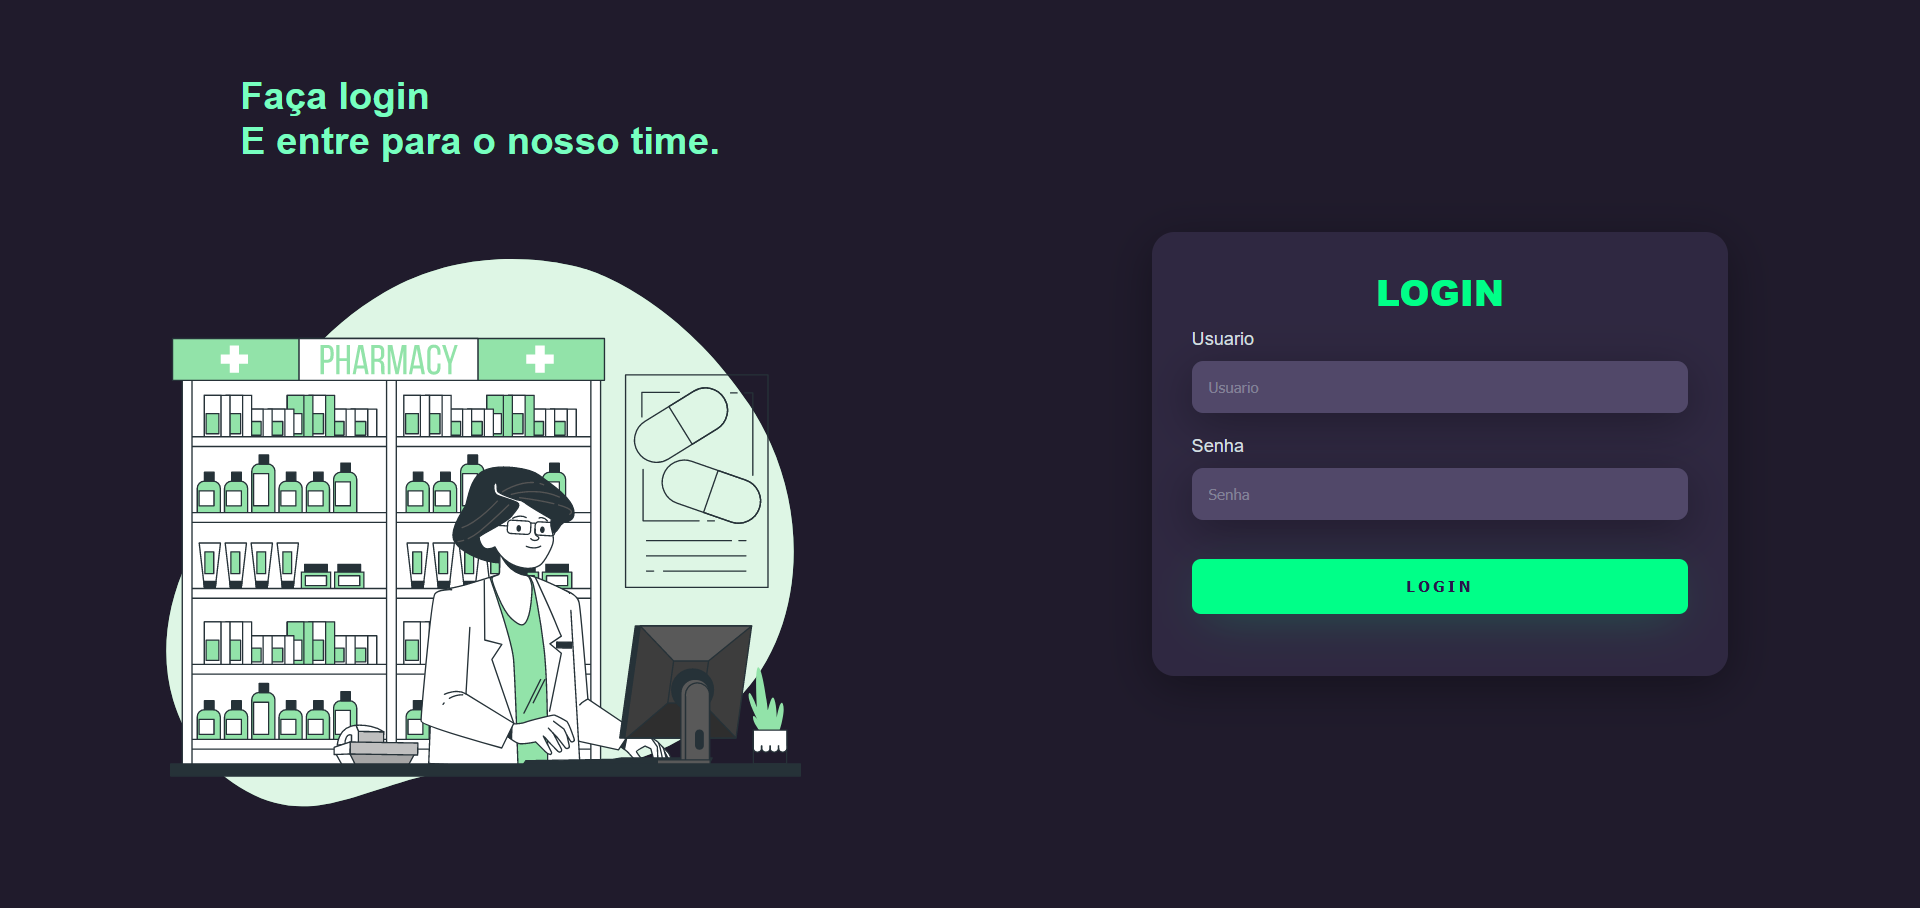 Faça login
E entre para o nosso time.
PHARMACY
LOGIN
Usuario
Usuario
Senha
Senha
LOGIN